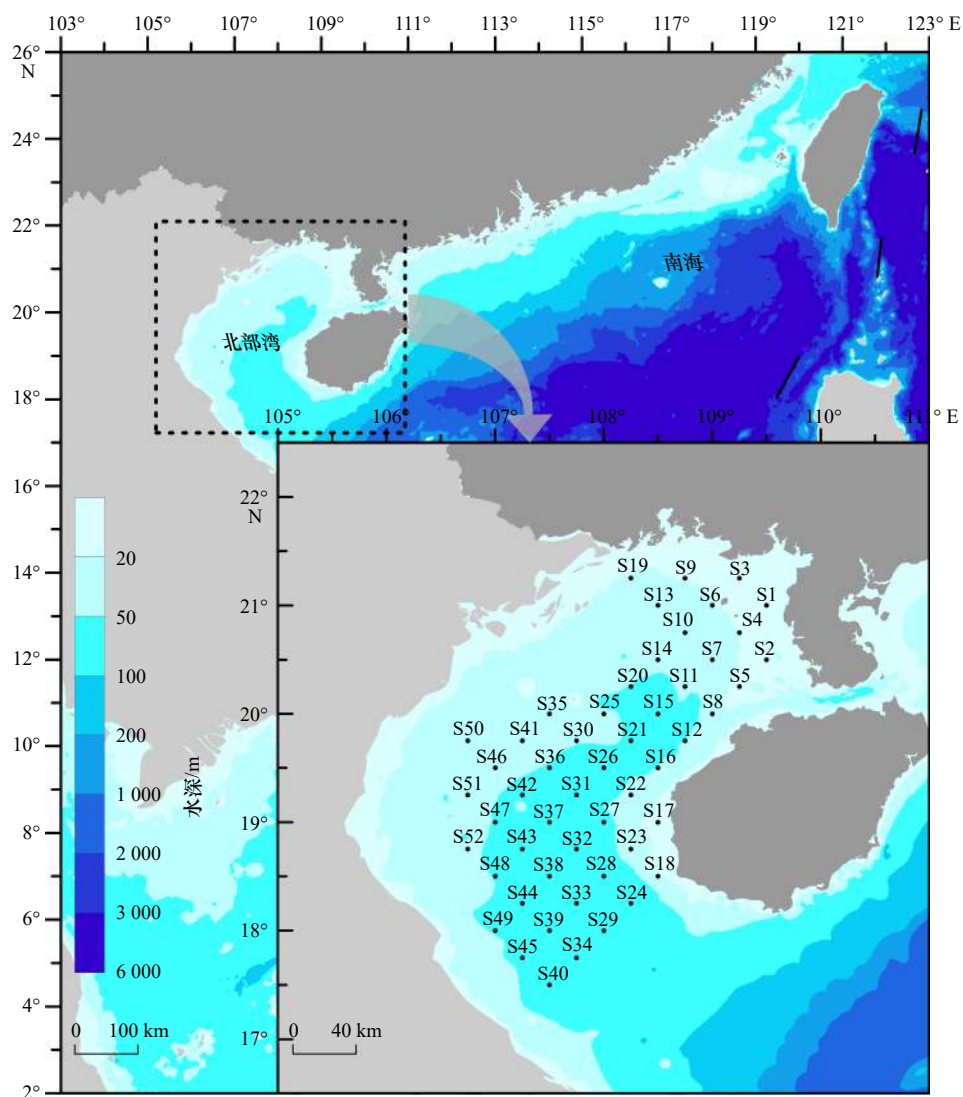 103° 105° 107° 109° 111° 113° 115° 117° 119° 121° 123° E
26°
N
24°
22°
南海
20°
北部湾
18°
105° 106° 107° 108° 109° 110° 111° E
16°
22°
N
20
14°
S19 S9 S3
S13 S6 S1
21°
50
S10 S4
12°
S14 S7 S2
100
S20 S11 S5
S35 S25 S15 S8
20°
200
10°
S50 S41 S30 S21 S12
S46 S36 S26 S16
水深/m
1 000
S51 S42 S31 S22
S47 S37 S27 S17
19°
8°
S52 S43 S32 S23
2 000
S48 S38 S28 S18
S44 S33 S24
3 000
6°
S49 S39 S29
18°
S45 S34
6 000
S40
4°
0 100 km
0 40 km
17°
2°